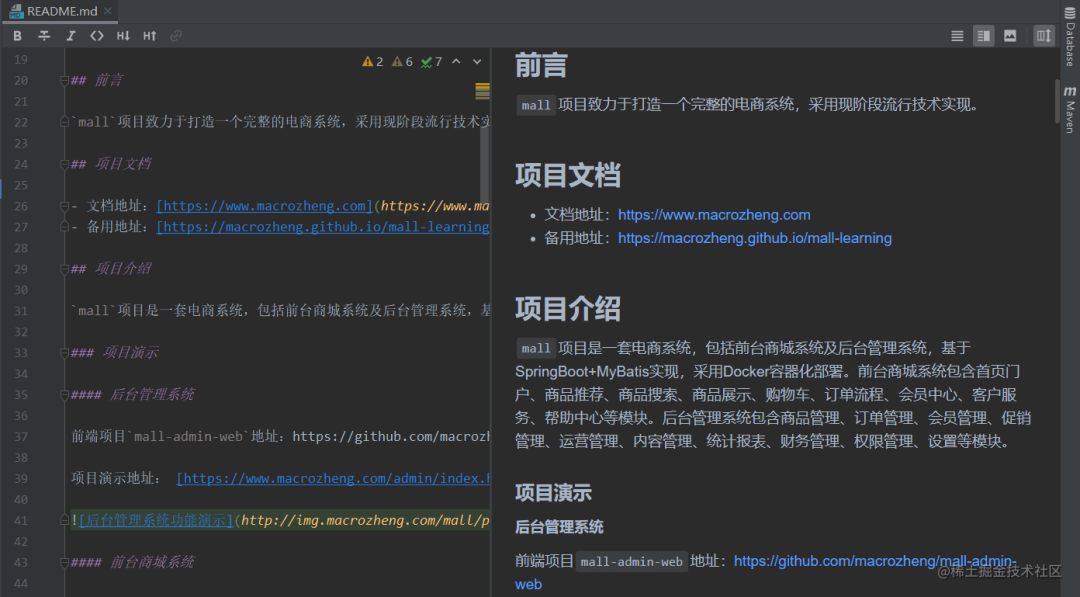 README.md
2 6 7
19
20 ## 前言
21
22 `mall`项目致力于打造一个完整的电商系统，采用现阶段流行技术实
23
24 ## 项目文档
25
26 - 文档地址：[https://www.macrozheng.com](https://www.ma
27 - 备用地址：[https://macrozheng.github.io/mall-learning
28
29 ## 项目介绍
30
31 `mall`项目是一套电商系统，包括前台商城系统及后台管理系统，基
32
33 ### 项目演示
34
35 #### 后台管理系统
36
37 前端项目`mall-admin-web`地址：https://github.com/macroz
38
39 项目演示地址： [https://www.macrozheng.com/admin/index.h
40
41 ![后台管理系统功能演示](http://img.macrozheng.com/mall/p
42
43 #### 前台商城系统
44
前言
mall 项目致力于打造一个完整的电商系统，采用现阶段流行技术实现。
项目文档
• 文档地址：https://www.macrozheng.com
• 备用地址：https://macrozheng.github.io/mall-learning
项目介绍
mall 项目是一套电商系统，包括前台商城系统及后台管理系统，基于
SpringBoot+MyBatis实现，采用Docker容器化部署。前台商城系统包含首页门
户、商品推荐、商品搜索、商品展示、购物车、订单流程、会员中心、客户服
务、帮助中心等模块。后台管理系统包含商品管理、订单管理、会员管理、促销
管理、运营管理、内容管理、统计报表、财务管理、权限管理、设置等模块。
项目演示
后台管理系统
前端项目 mall-admin-web 地址：https://github.com/macrozheng/mall-admin-
web
Database
m Maven
@稀土掘金技术社区